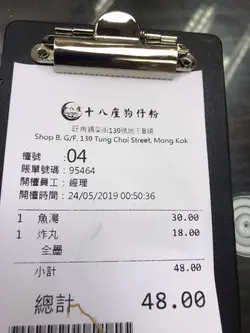 十八座狗仔粉
旺角通菜街139號地下B舖
Shop B, G/F, 139 Tung Choi Street, Mong Kok
檯號 :04
賬單號碼 : 95464
開檯員工 : 經理
開檯時間 : 24/05/2019 00:50:36
1 魚湯 30.00
1 炸丸 18.00
全墨
小計 48.00
總計 48.00